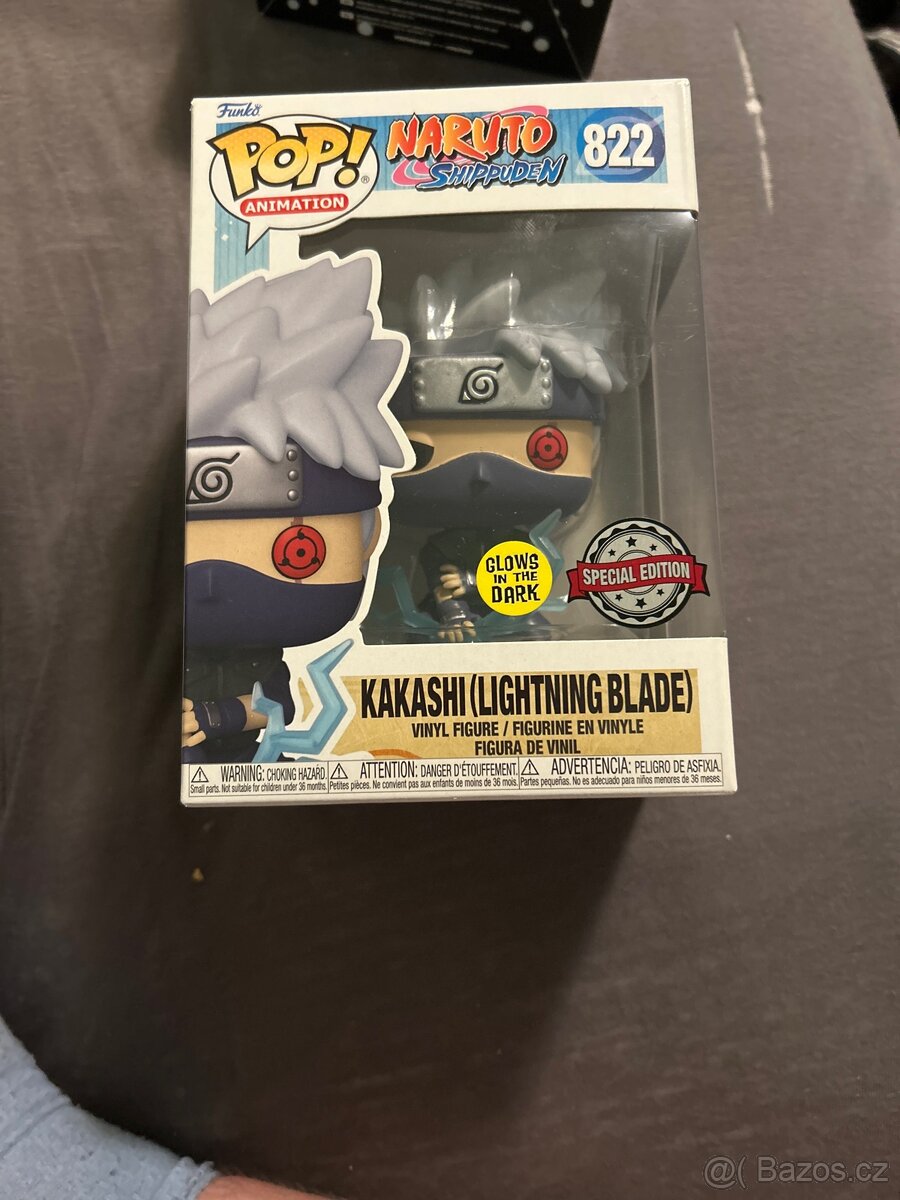 Funko
POP!®
ANIMATION
NARUTO
SHIPPUDEN
822
GLOWS
IN THE
DARK
SPECIAL EDITION
KAKASHI (LIGHTNING BLADE)
VINYL FIGURE / FIGURINE EN VINYLE
FIGURA DE VINIL
WARNING: CHOKING HAZARD.
Small parts. Not suitable for children under 36 months.
ATTENTION: DANGER D'ÉTOUFFEMENT.
Petites pièces. Ne convient pas aux enfants de moins de 36 mois.
ADVERTENCIA: PELIGRO DE ASFIXIA.
Partes pequeñas. No es adecuado para niños menores de 36 meses.
@( Bazos.cz